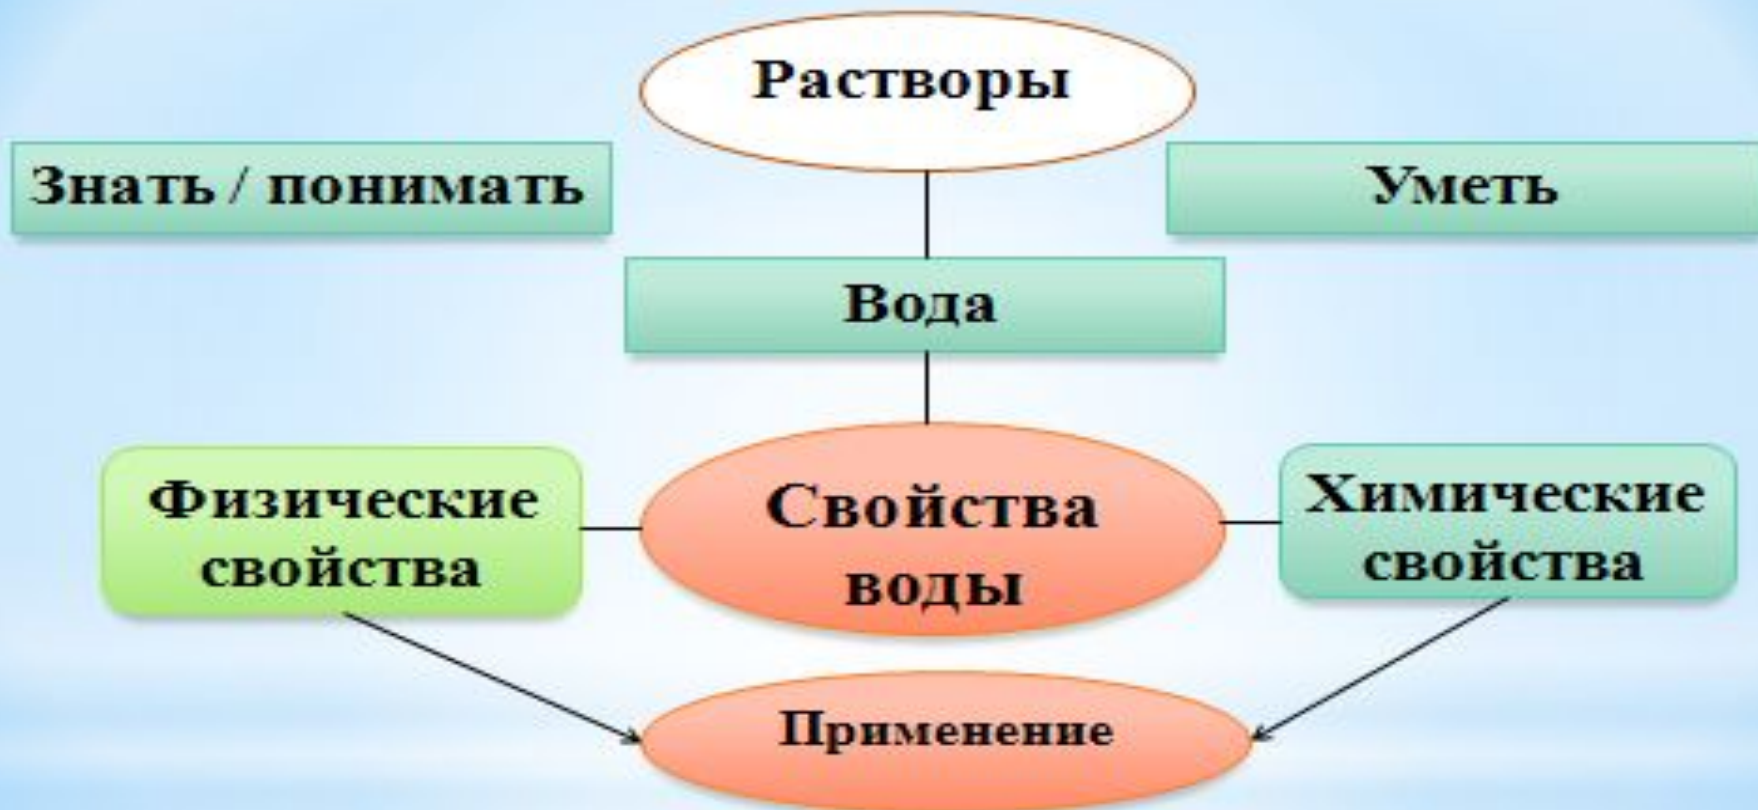 Растворы
Знать / понимать
Уметь
Вода
Физические
свойства
Свойства
воды
Химические
свойства
Применение